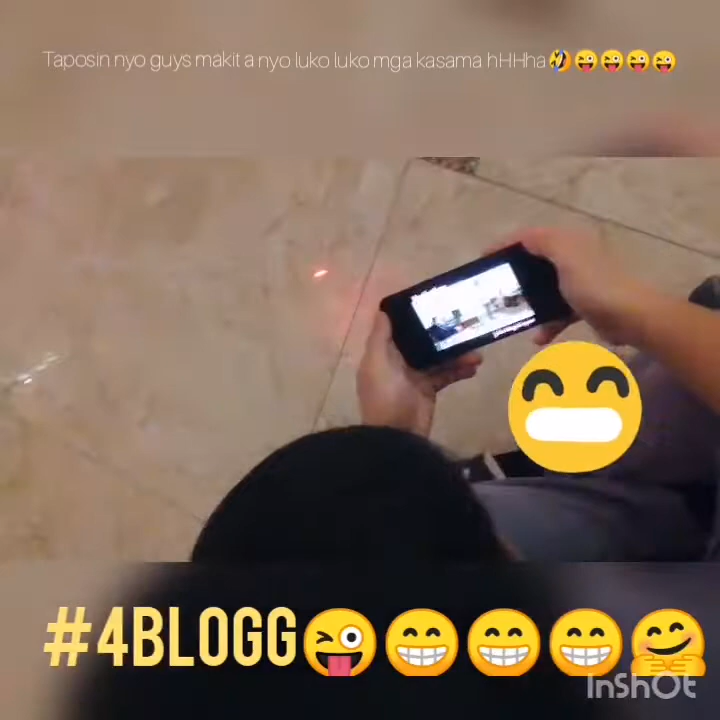 Taposin nyo guys makit a nyo luko luko mga kasama hHHha🤣😜😜😜😜
#4BLOGG😜😁😁😁🤗
InShOt